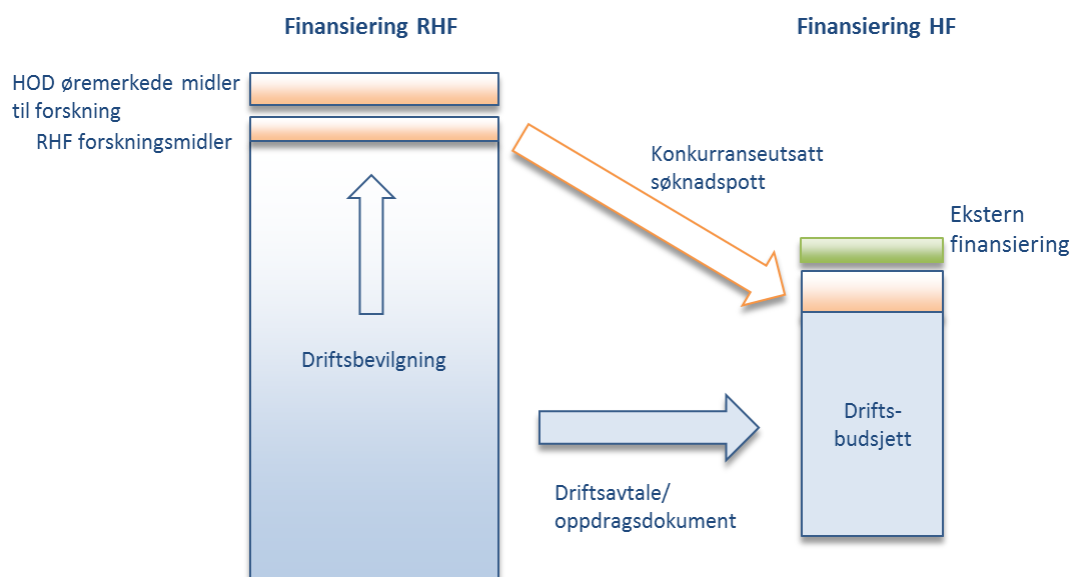 Finansiering RHF
Finansiering HF
HOD øremerkede midler
til forskning
RHF forskningsmidler
Konkurranseutsatt
søknadspott
Ekstern
finansiering
Driftsbevilgning
Drifts-
budsjett
Driftsavtale/
oppdragsdokument